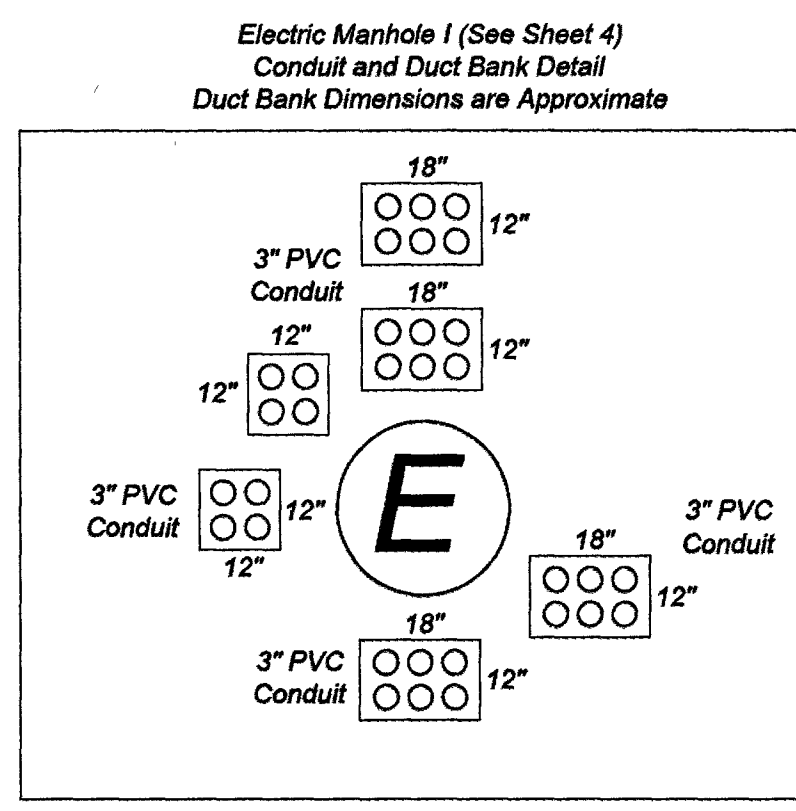 Electric Manhole I (See Sheet 4)
Conduit and Duct Bank Detail
Duct Bank Dimensions are Approximate
18"
12"
3" PVC
Conduit
18"
12"
12"
12"
3" PVC
Conduit
12"
12"
E
3" PVC
Conduit
18"
12"
18"
3" PVC
Conduit
12"